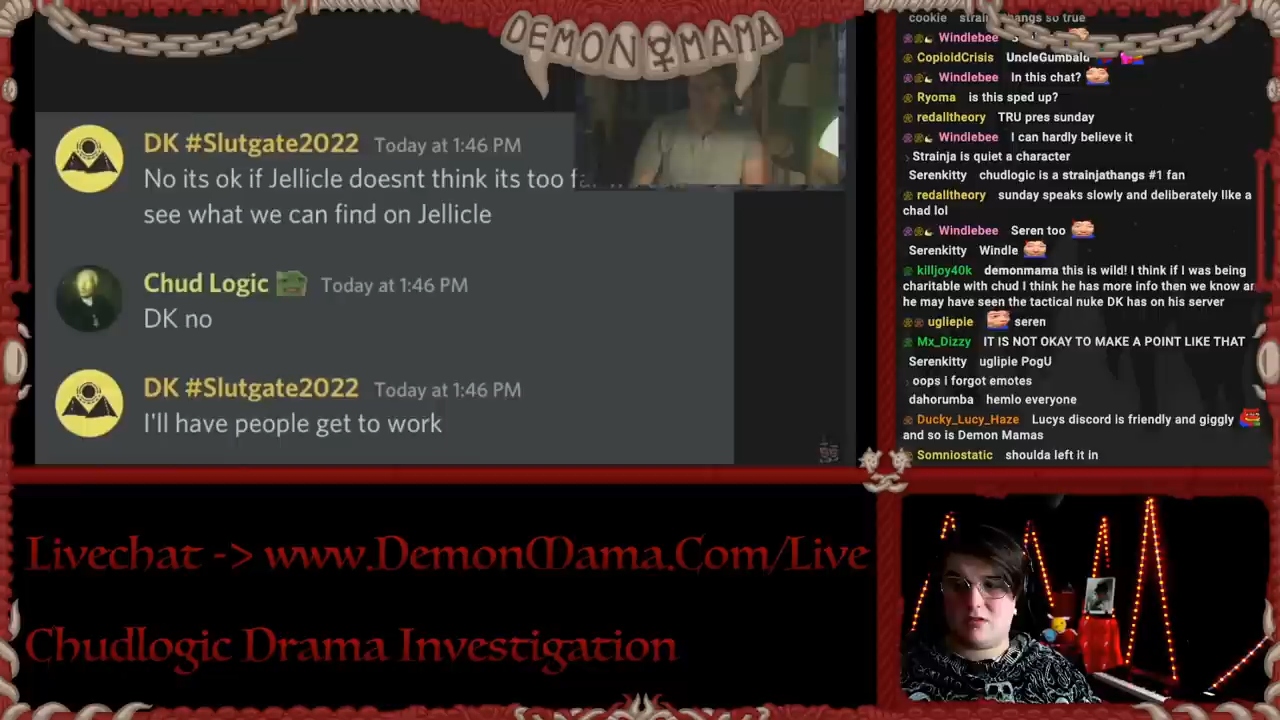 DEMON MAMA
DK #Slutgate2022 Today at 1:46 PM
No its ok if Jellicle doesnt think its too
see what we can find on Jellicle
Chud Logic Today at 1:46 PM
DK no
DK #Slutgate2022 Today at 1:46 PM
I'll have people get to work
Livechat -> www.DemonMama.Com/Live
Chudlogic Drama Investigation
cookie so true
Windlebee
CopioidCrisis UncleGumbald
Windlebee In this chat?
Ryoma is this sped up?
redalltheory TRU pres sunday
Windlebee I can hardly believe it
Strainja is quiet a character
Serenkitty chudlogic is a strainjathangs #1 fan
redalltheory sunday speaks slowly and deliberately like a
chad lol
Windlebee Seren too
Serenkitty Windle
killjoy40k demonmama this is wild! I think if I was being
charitable with chud I think he has more info then we know
he may have seen the tactical nuke DK has on his server
ugliepie seren
Mx_Dizzy IT IS NOT OKAY TO MAKE A POINT LIKE THAT
Serenkitty uglipie PogU
oops i forgot emotes
dahorumba hemlo everyone
Ducky_Lucy_Haze Lucys discord is friendly and giggly
and so is Demon Mamas
Somniostatic shoulda left it in